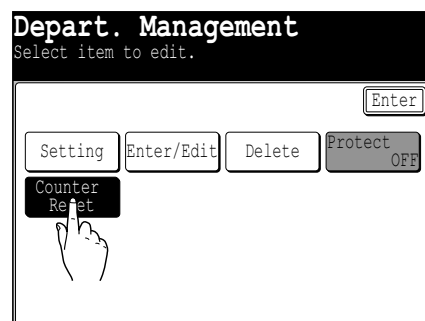 Depart. Management
Select item to edit.
Enter
Setting Enter/Edit Delete Protect
OFF
Counter
Reset